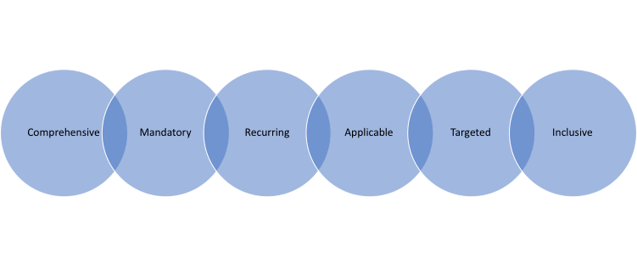 Comprehensive
Mandatory
Recurring
Applicable
Targeted
Inclusive